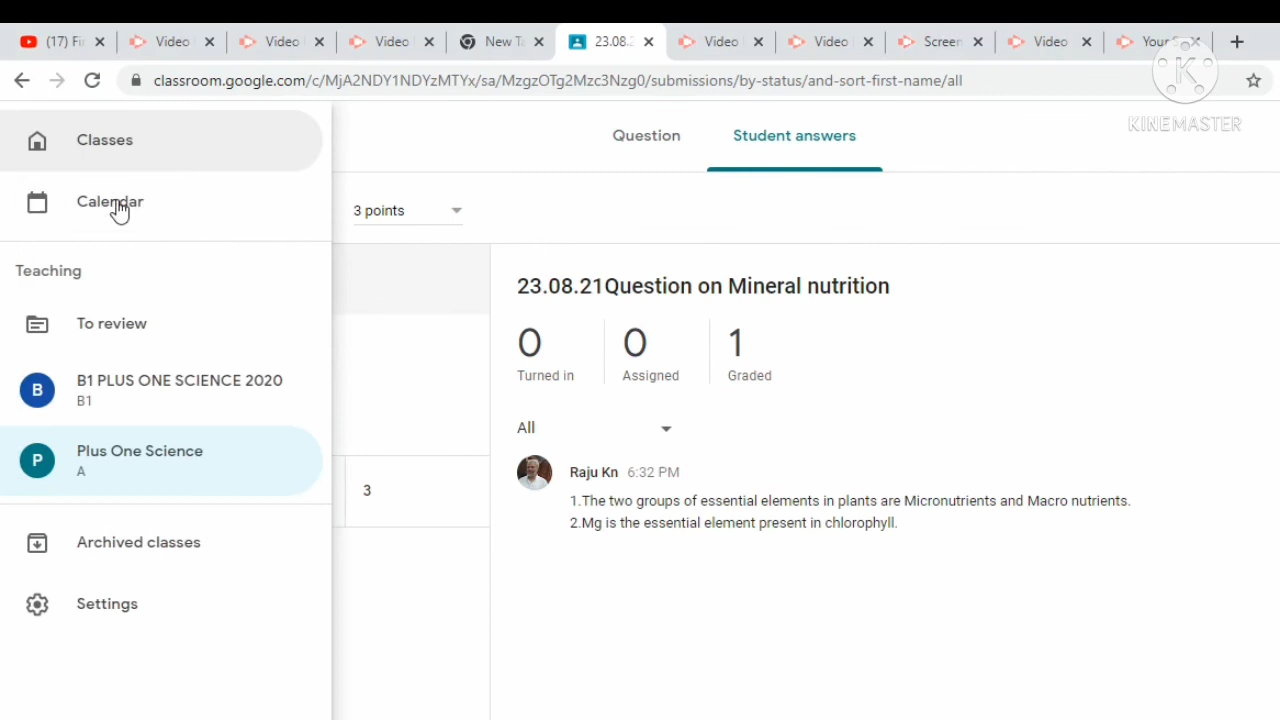 (17) Fi
Video
Video
Video
New Ta
23.08.2
Video
Video
Screen
Video
Your S
classroom.google.com/c/MjA2NDY1NDYzMTYx/sa/MzgzOTg2Mzc3Nzg0/submissions/by-status/and-sort-first-name/all
K
KINEMASTER
Classes
Calendar
Teaching
To review
B
B1 PLUS ONE SCIENCE 2020
B1
P
Plus One Science
A
Archived classes
Settings
Question
Student answers
3 points
3
23.08.21Question on Mineral nutrition
0
0
1
Turned in
Assigned
Graded
All
Raju Kn 6:32 PM
1.The two groups of essential elements in plants are Micronutrients and Macro nutrients.
2.Mg is the essential element present in chlorophyll.